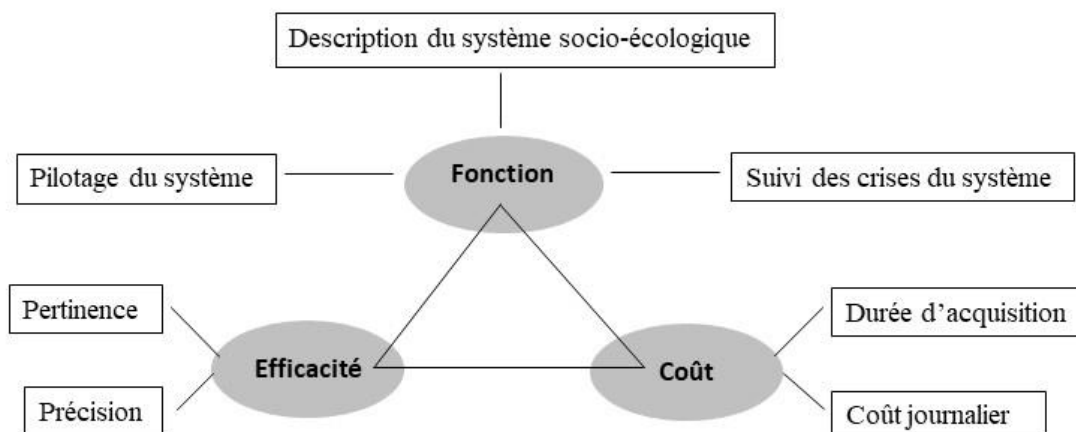 Description du système socio-écologique
Pilotage du système
Fonction
Suivi des crises du système
Pertinence
Durée d'acquisition
Efficacité
Coût
Précision
Coût journalier